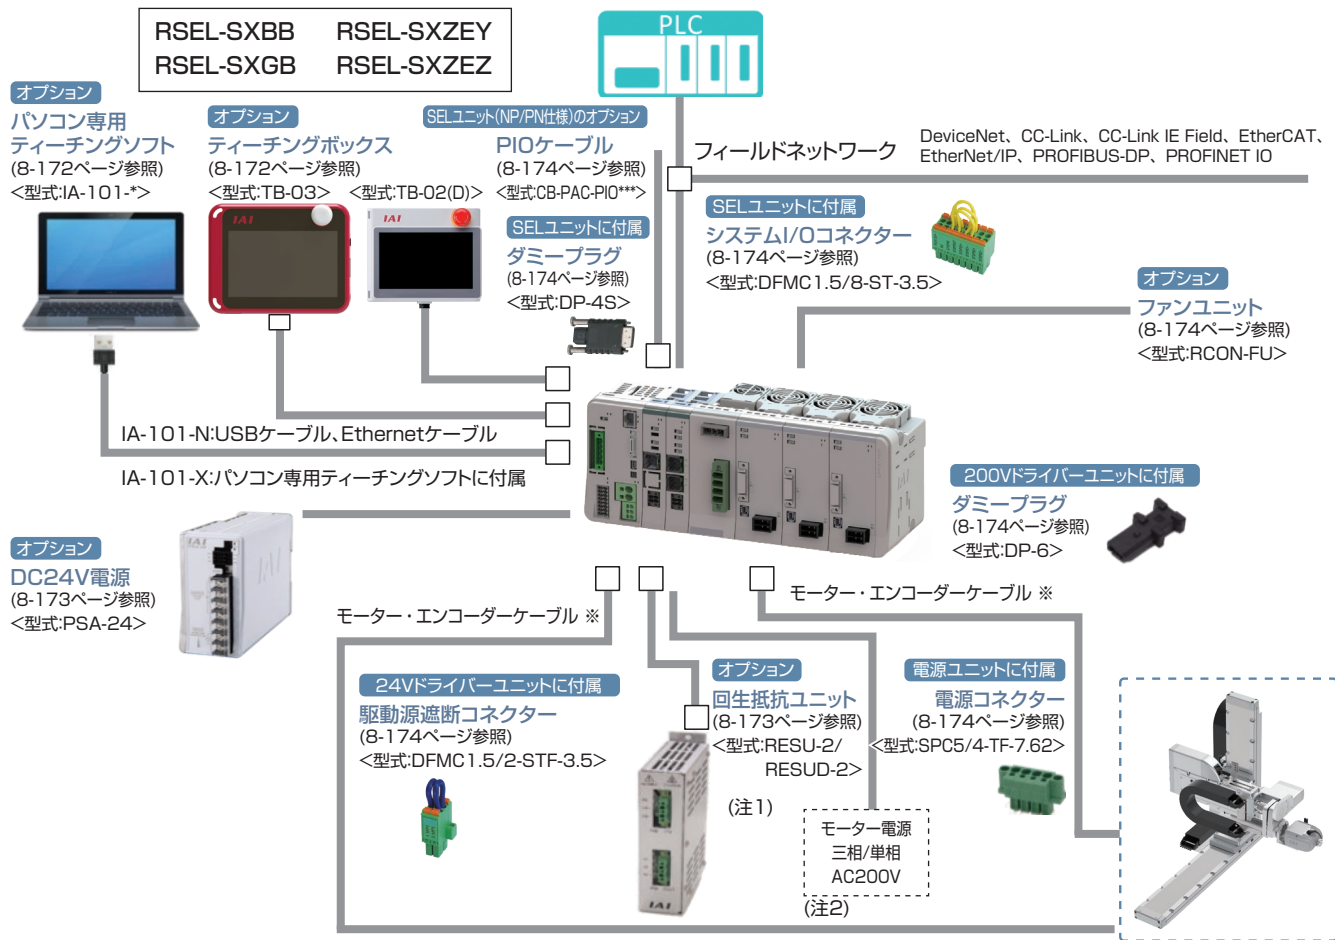 RSEL-SXBB RSEL-SXZEY
RSEL-SXGB RSEL-SXZEZ
PLC
オプション
パソコン専用
ティーチングソフト
(8-172ページ参照)
<型式:IA-101-*>
オプション
ティーチングボックス
(8-172ページ参照)
<型式:TB-03> <型式:TB-02(D)>
SELユニット(NP/PN仕様)のオプション
PIOケーブル
(8-174ページ参照)
<型式:CB-PAC-PIO***>
SELユニットに付属
ダミープラグ
(8-174ページ参照)
<型式:DP-4S>
フィールドネットワーク
DeviceNet、CC-Link、CC-Link IE Field、EtherCAT、
EtherNet/IP、PROFIBUS-DP、PROFINET IO
SELユニットに付属
システムI/Oコネクター
(8-174ページ参照)
<型式:DFMC1.5/8-ST-3.5>
オプション
ファンユニット
(8-174ページ参照)
<型式:RCON-FU>
IAI
IAI
IA-101-N:USBケーブル、Ethernetケーブル
IA-101-X:パソコン専用ティーチングソフトに付属
200Vドライバーユニットに付属
ダミープラグ
(8-174ページ参照)
<型式:DP-6>
オプション
DC24V電源
(8-173ページ参照)
<型式:PSA-24>
IAI
IAI
モーター・エンコーダーケーブル ※
モーター・エンコーダーケーブル ※
24Vドライバーユニットに付属
駆動源遮断コネクター
(8-174ページ参照)
<型式:DFMC1.5/2-STF-3.5>
オプション
回生抵抗ユニット
(8-173ページ参照)
<型式:RESU-2/
RESUD-2>
(注1)
IAI
電源ユニットに付属
電源コネクター
(8-174ページ参照)
<型式:SPC5/4-TF-7.62>
モーター電源
三相/単相
AC200V
(注2)